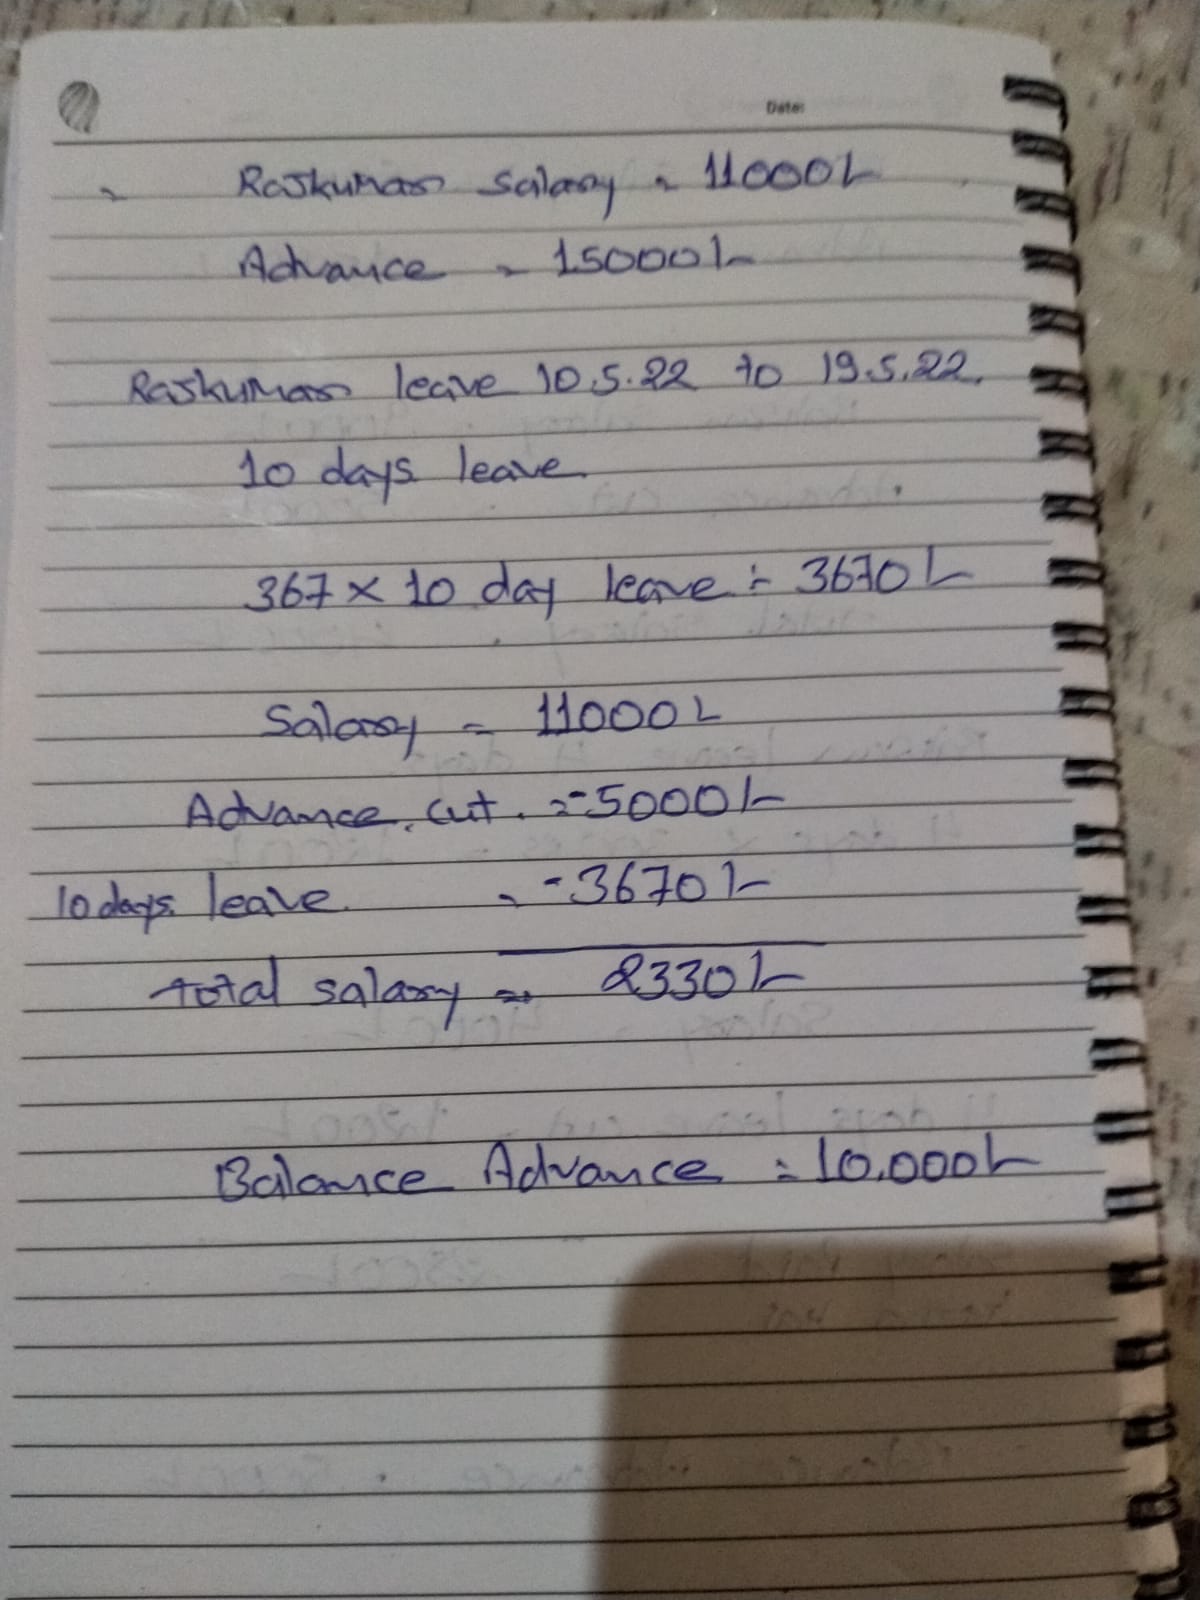 Date:
Rajkumar Salary = 11000/-
Advance = 15000/-
Rajkumar leave 10.5.22 to 19.5.22.
10 days leave
367 × 10 day leave = 3670/-
Salary = 11000/-
Advance. cut. = -5000/-
10 days. leave. = -3670/-
total salary = 2330/-
Balance Advance = 10.000/-